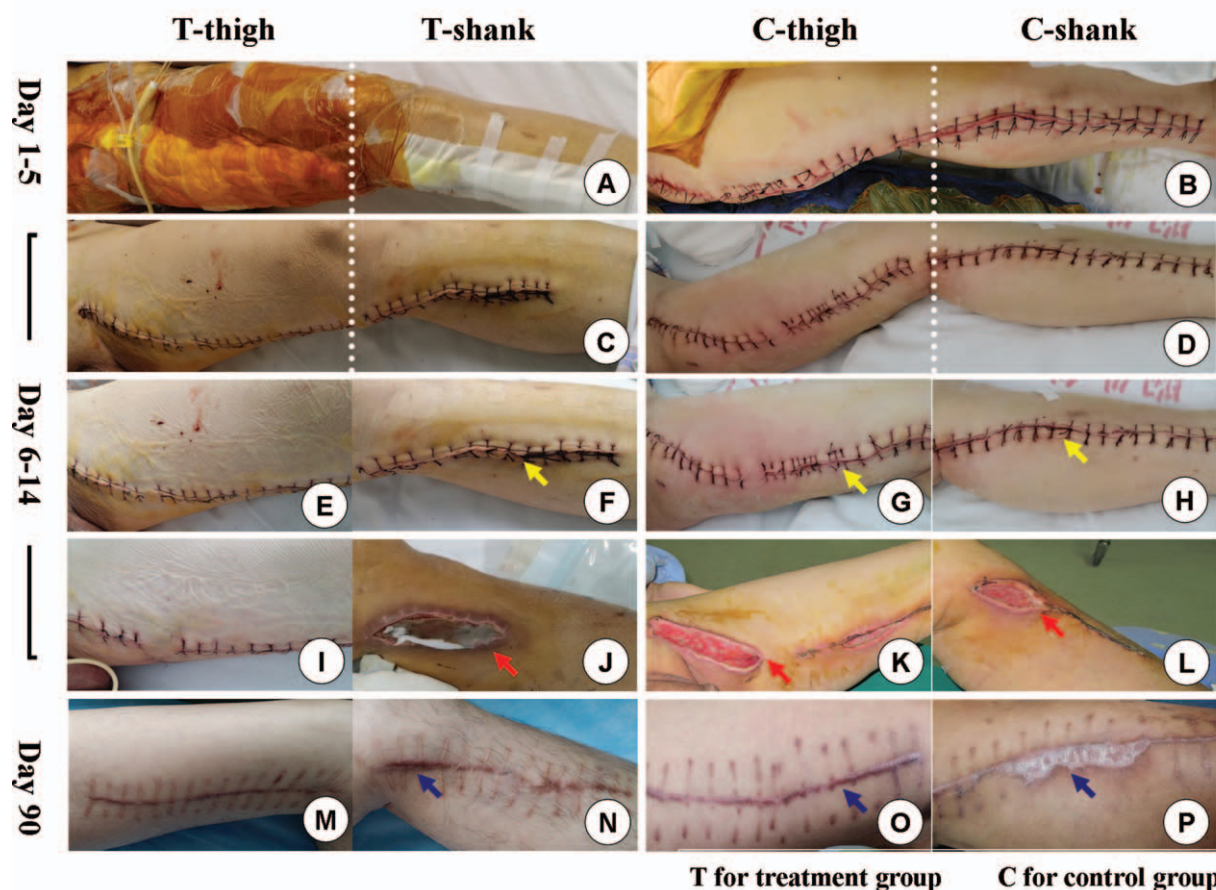 T-thigh T-shank C-thigh C-shank
Day 1-5
A B
C D
Day 6-14
E F G H
I J K L
Day 90
M N O P
T for treatment group C for control group